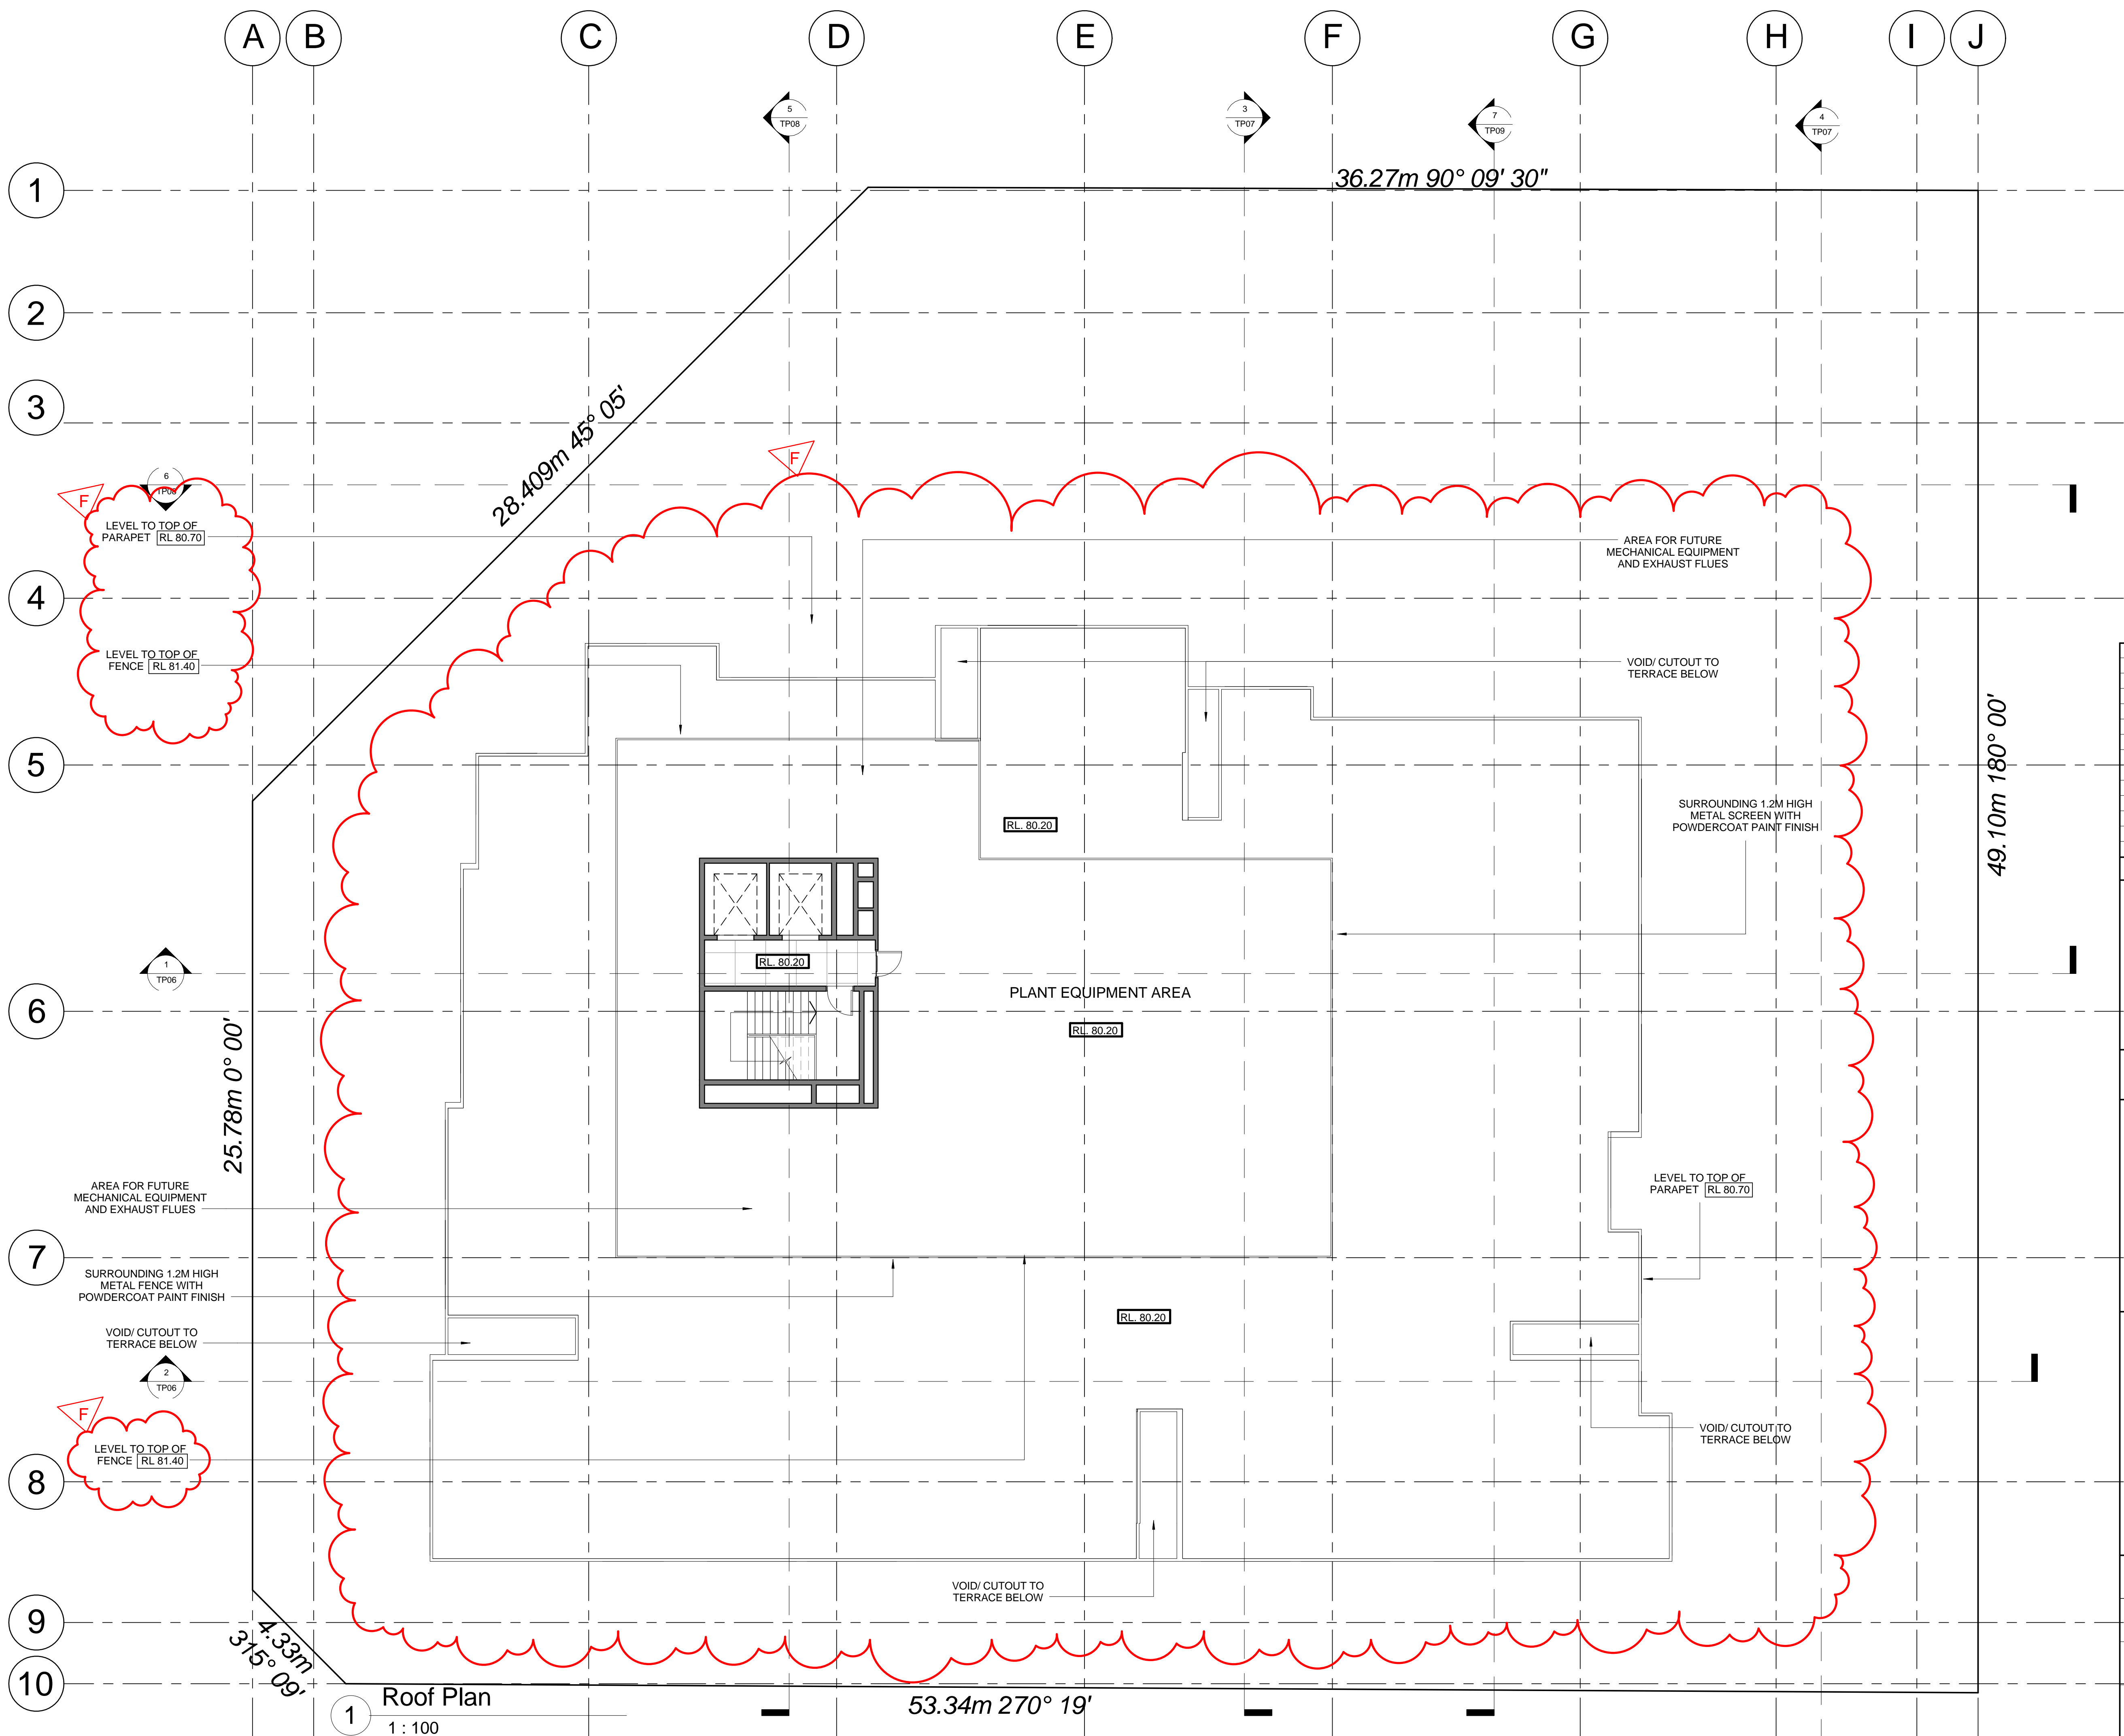 A
B
C
D
E
F
G
H
I
J
5
TP08
3
TP07
7
TP09
4
TP07
1
36.27m 90° 09' 30"
2
3
28.409m 45° 05'
F
F
6
LEVEL TO TOP OF
PARAPET RL 80.70
AREA FOR FUTURE
MECHANICAL EQUIPMENT
AND EXHAUST FLUES
4
LEVEL TO TOP OF
FENCE RL 81.40
VOID/ CUTOUT TO
TERRACE BELOW
5
49.10m 180° 00'
SURROUNDING 1.2M HIGH
METAL SCREEN WITH
POWDERCOAT PAINT FINISH
RL. 80.20
RL. 80.20
1
TP06
PLANT EQUIPMENT AREA
RL. 80.20
6
25.78m 0° 00'
AREA FOR FUTURE
MECHANICAL EQUIPMENT
AND EXHAUST FLUES
LEVEL TO TOP OF
PARAPET RL 80.70
7
SURROUNDING 1.2M HIGH
METAL FENCE WITH
POWDERCOAT PAINT FINISH
RL. 80.20
VOID/ CUTOUT TO
TERRACE BELOW
2
TP06
F
LEVEL TO TOP OF
FENCE RL 81.40
VOID/ CUTOUT TO
TERRACE BELOW
8
VOID/ CUTOUT TO
TERRACE BELOW
9
4.33m
315° 09'
10
1
Roof Plan
1 : 100
53.34m 270° 19'